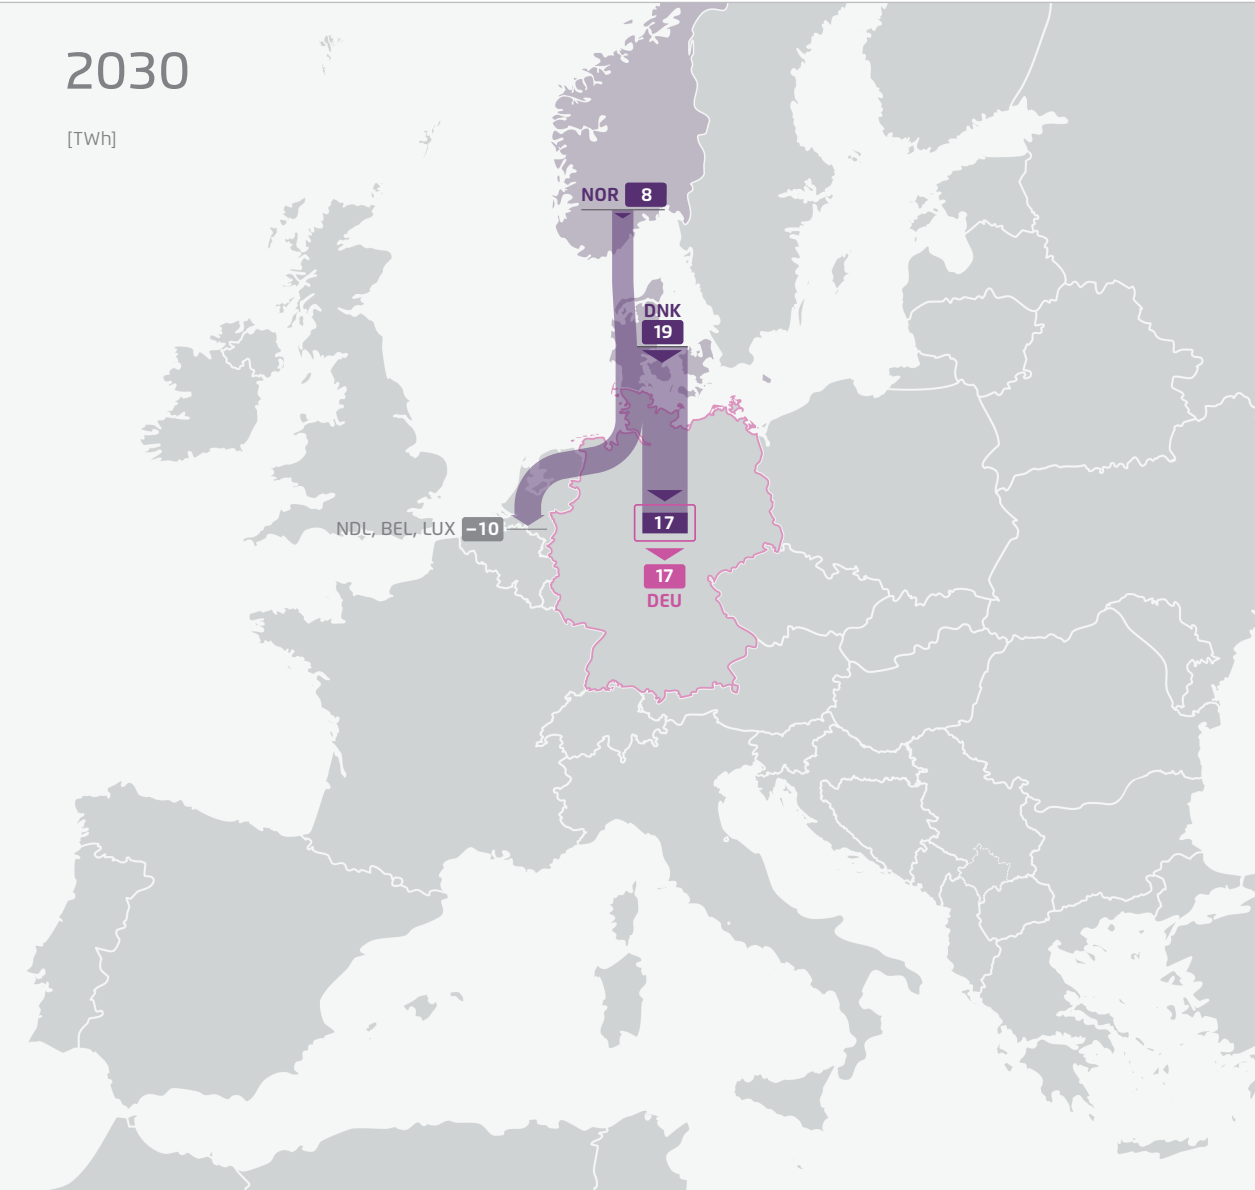 2030
[TWh]
NOR 8
DNK
19
NDL, BEL, LUX –10
17
17
DEU